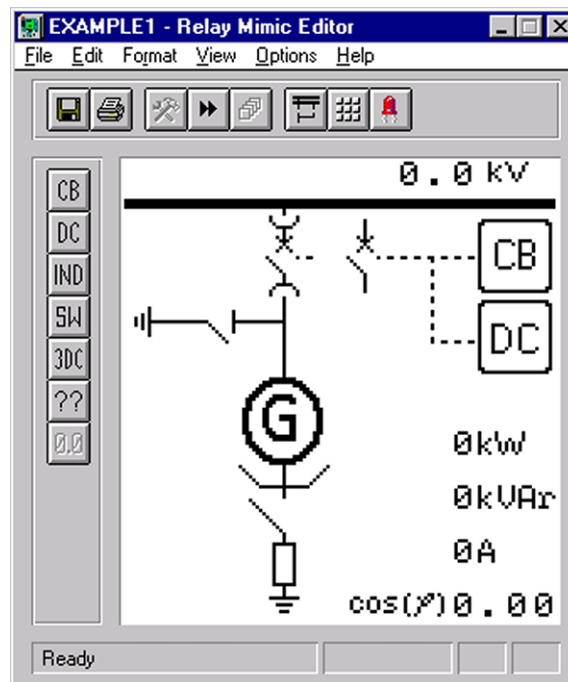 EXAMPLE1 - Relay Mimic Editor
File Edit Format View Options Help
CB
DC
IND
SW
3DC
??
0.0
0.0 kV
CB
DC
G
0kW
0kVAr
0A
cos(φ)0.00
Ready